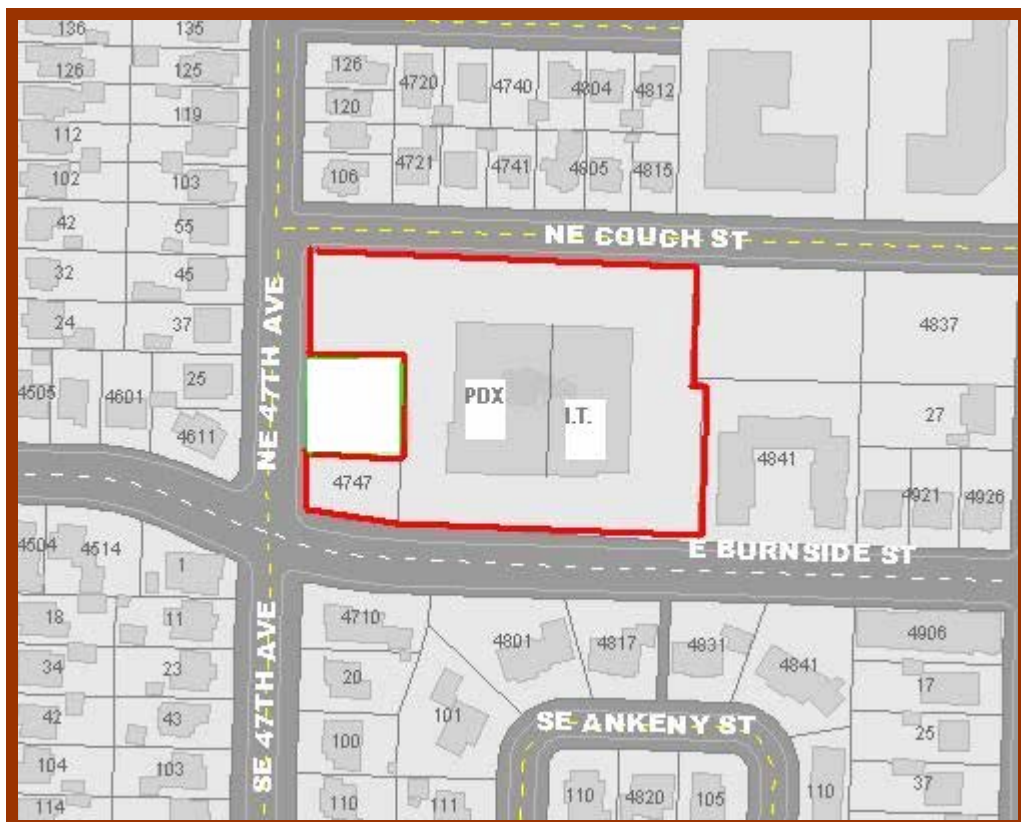 136 135
126 125
119
112
102 103
42 55
32 45
24 37
4505 4601 25
4611
126 4720 4740 4804 4812
120
4721 4741 4805 4815
106
NE COUCH ST
NE 47TH AVE
4837
PDX
I.T.
27
4841
4921 4926
4747
E BURNSIDE ST
4504 4514 1
18 11
34 23
42 43
104 103
114
SE 47TH AVE
4710 4801 4817 4831 4841 4906
20 17
101
100 25
SE ANKENY ST
37
110 111 110 4820 105 110